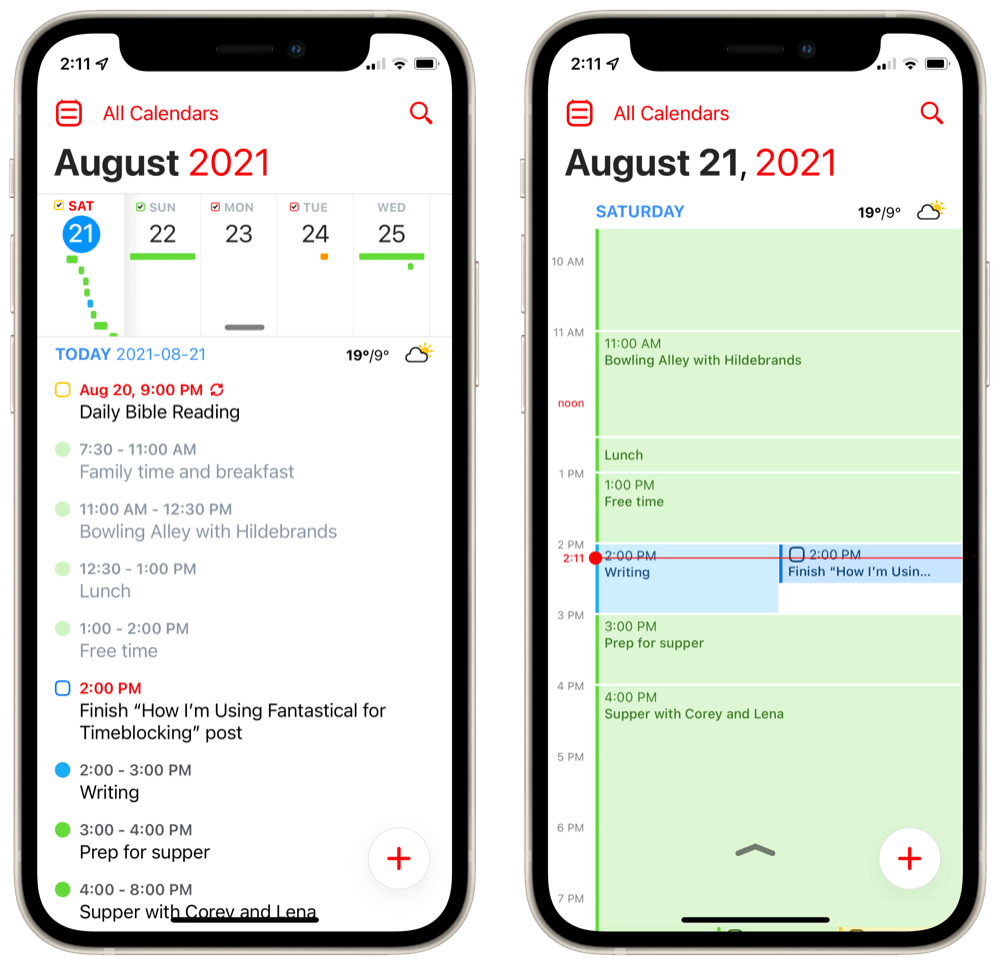 2:11
All Calendars
August 2021
SAT SUN MON TUE WED
21 22 23 24 25
TODAY 2021-08-21 19°/9°
Aug 20, 9:00 PM
Daily Bible Reading
7:30 - 11:00 AM
Family time and breakfast
11:00 AM - 12:30 PM
Bowling Alley with Hildebrands
12:30 - 1:00 PM
Lunch
1:00 - 2:00 PM
Free time
2:00 PM
Finish “How I’m Using Fantastical for
Timeblocking” post
2:00 - 3:00 PM
Writing
3:00 - 4:00 PM
Prep for supper
4:00 - 8:00 PM
Supper with Corey and Lena
2:11
All Calendars
August 21, 2021
SATURDAY 19°/9°
10 AM
11 AM
11:00 AM
Bowling Alley with Hildebrands
noon
Lunch
1 PM
1:00 PM
Free time
2 PM
2:00 PM 2:00 PM
2:11
Writing Finish “How I’m Usin...
3 PM
3:00 PM
Prep for supper
4 PM
4:00 PM
Supper with Corey and Lena
5 PM
6 PM
7 PM